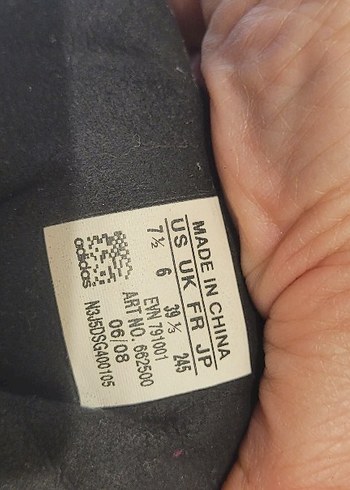 MADE IN CHINA
US UK FR JP
7½ 6 39⅓ 245
EVN 791001
ART NO. 662500
06/08
adidas N3J5DSG400105